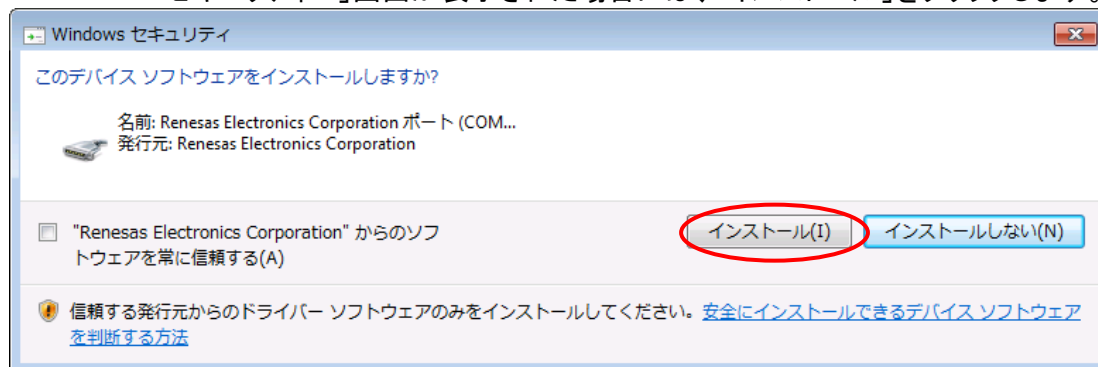 Windows セキュリティ
このデバイス ソフトウェアをインストールしますか?
名前: Renesas Electronics Corporation ポート (COM...
発行元: Renesas Electronics Corporation
"Renesas Electronics Corporation" からのソフ
トウェアを常に信頼する(A)
インストール(I)
インストールしない(N)
信頼する発行元からのドライバー ソフトウェアのみをインストールしてください。安全にインストールできるデバイス ソフトウェア
を判断する方法